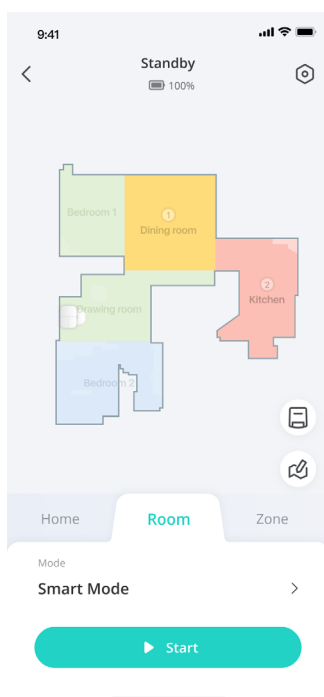 9:41
Standby
100%
Bedroom 1
1
Dining room
2
Kitchen
Drawing room
Bedroom 2
Home
Room
Zone
Mode
Smart Mode
Start